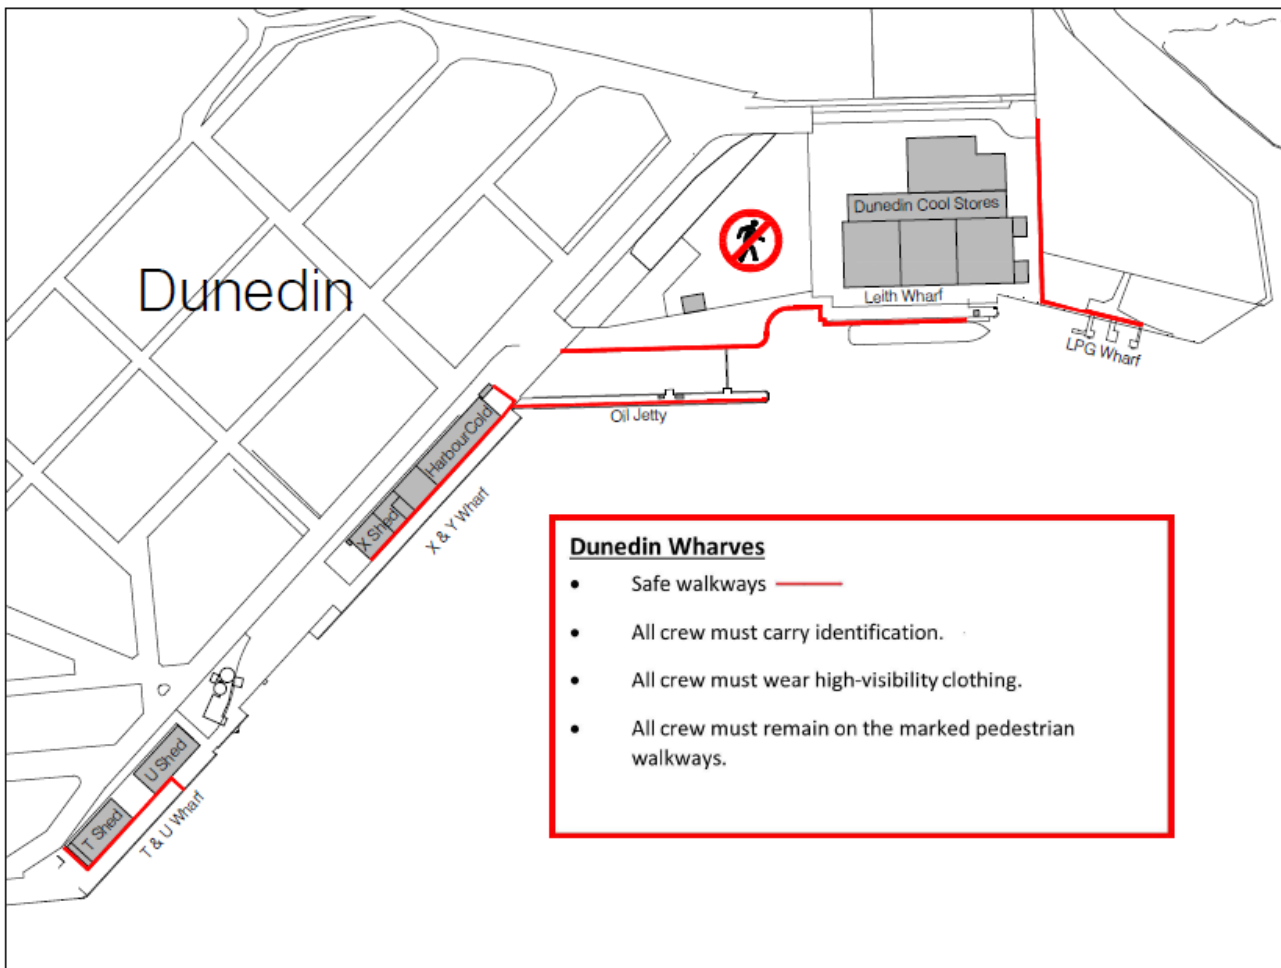 Dunedin
Dunedin Cool Stores
Leith Wharf
LPG Wharf
Oil Jetty
HarbourCold
X Shed
X & Y Wharf
U Shed
T Shed
T & U Wharf
Dunedin Wharves
• Safe walkways
• All crew must carry identification.
• All crew must wear high-visibility clothing.
• All crew must remain on the marked pedestrian
walkways.